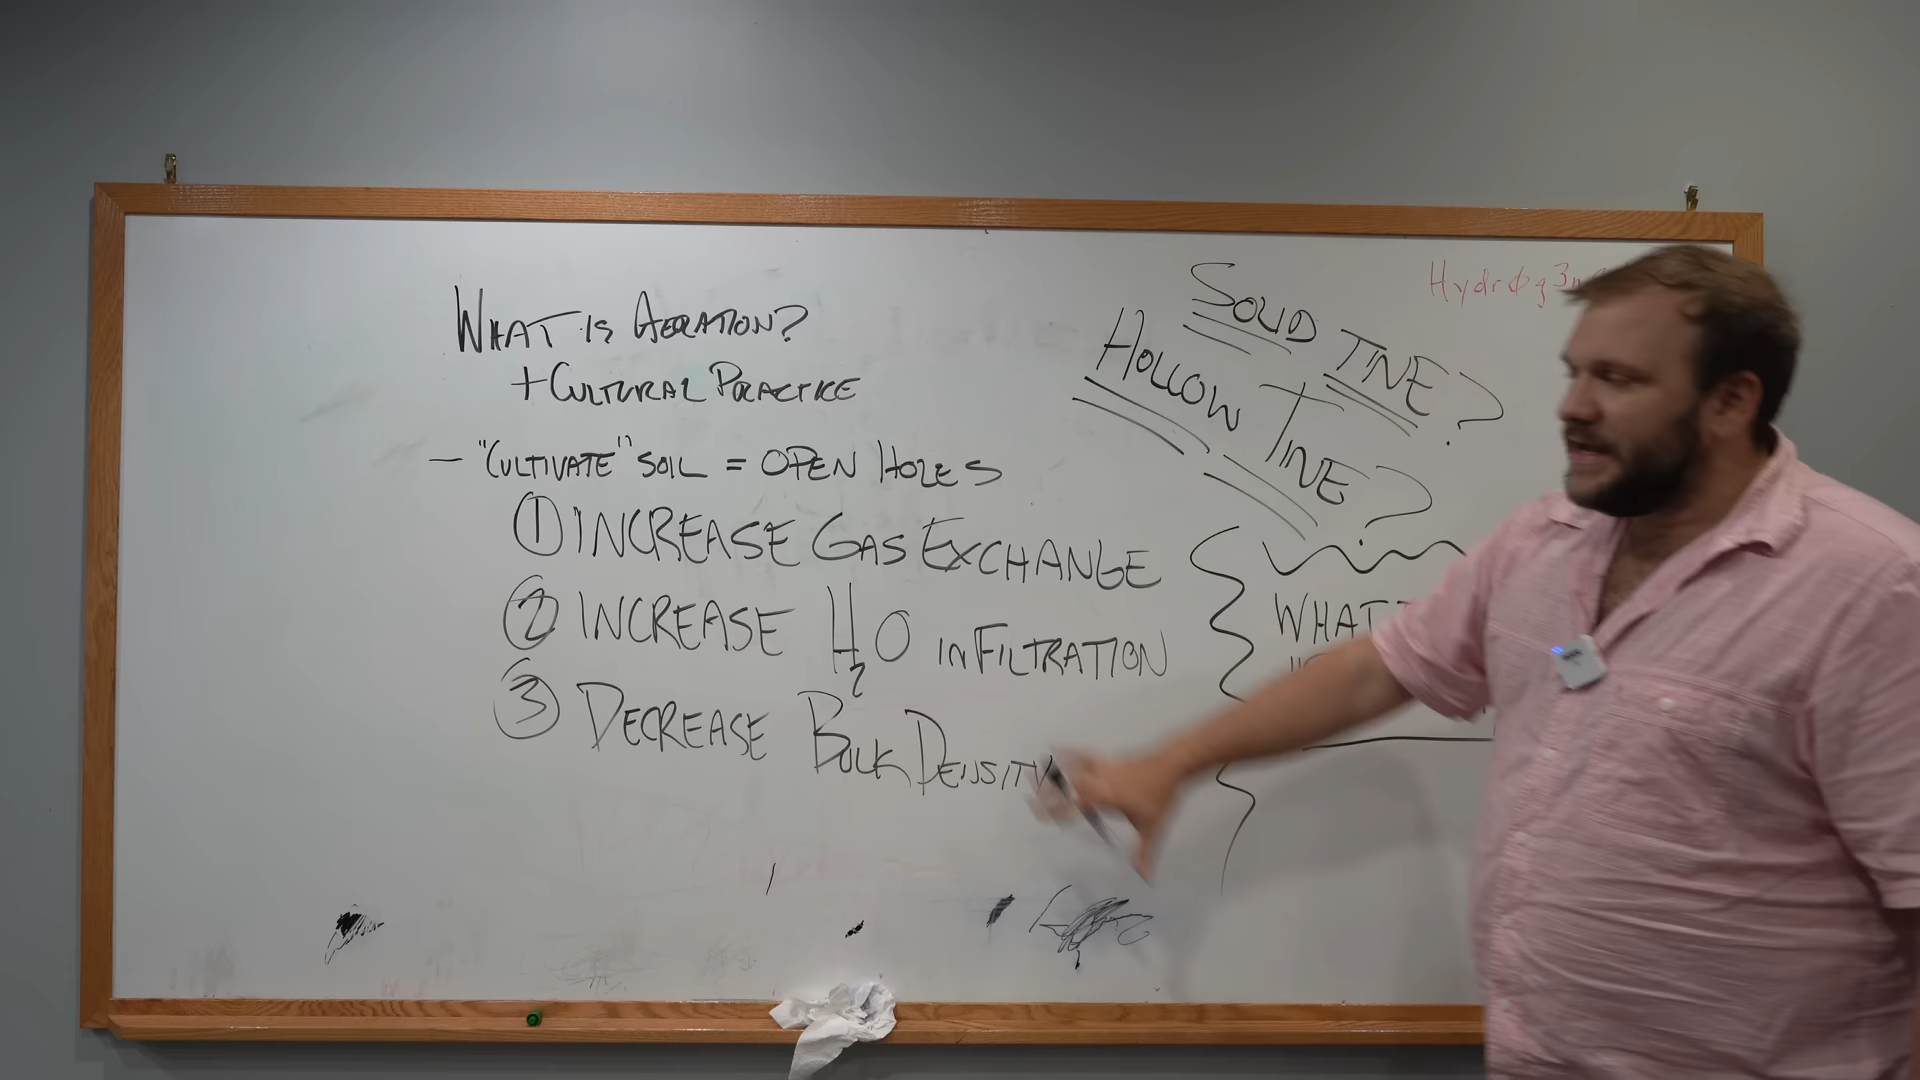 WHAT IS AERATION?
+ CULTURAL PRACTICE
— "CULTIVATE" SOIL = OPEN HOLES
① INCREASE GAS EXCHANGE
② INCREASE H₂O INFILTRATION
③ DECREASE BULK DENSITY
SOLID TINE?
HOLLOW TINE?
WHAT